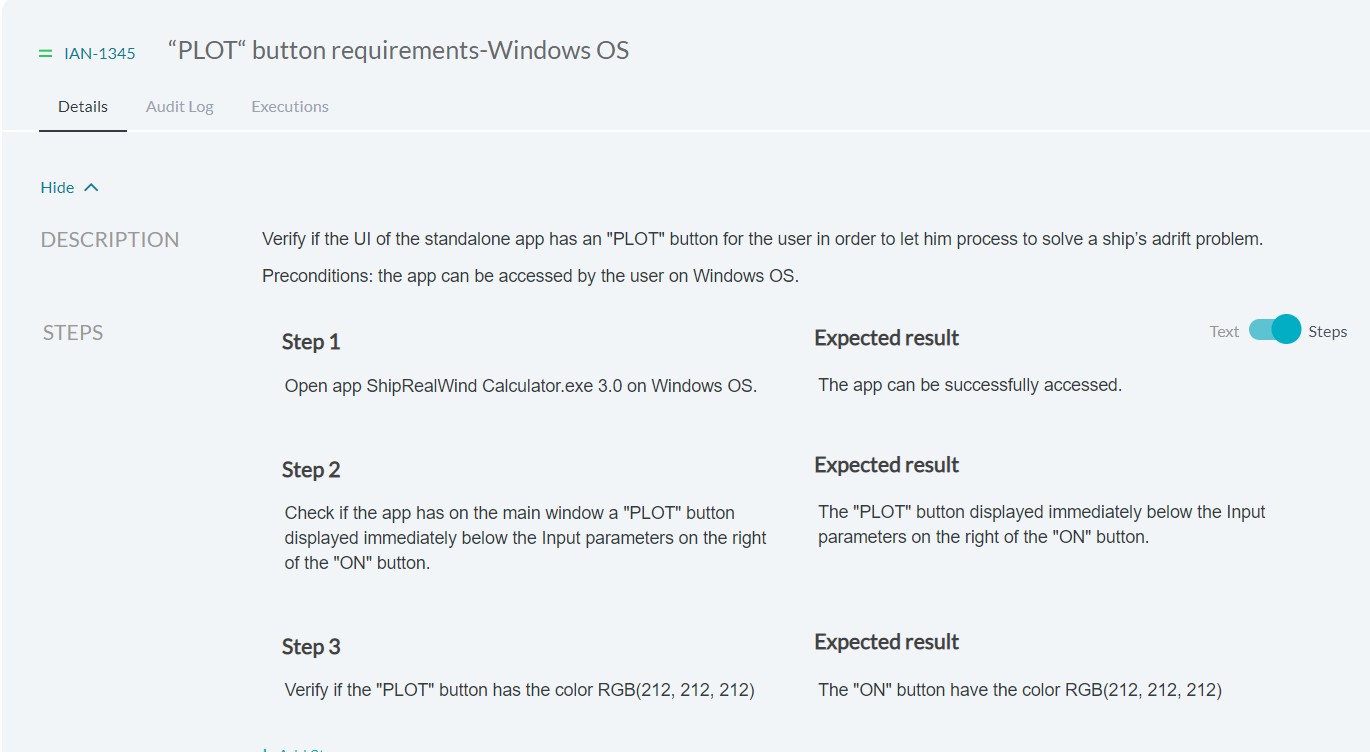 IAN-1345 “PLOT“ button requirements-Windows OS
Details Audit Log Executions
Hide
DESCRIPTION
Verify if the UI of the standalone app has an "PLOT" button for the user in order to let him process to solve a ship’s adrift problem.
Preconditions: the app can be accessed by the user on Windows OS.
STEPS
Text Steps
Step 1
Expected result
Open app ShipRealWind Calculator.exe 3.0 on Windows OS.
The app can be successfully accessed.
Step 2
Expected result
Check if the app has on the main window a "PLOT" button
displayed immediately below the Input parameters on the right
of the "ON" button.
The "PLOT" button displayed immediately below the Input
parameters on the right of the "ON" button.
Step 3
Expected result
Verify if the "PLOT" button has the color RGB(212, 212, 212)
The "ON" button have the color RGB(212, 212, 212)